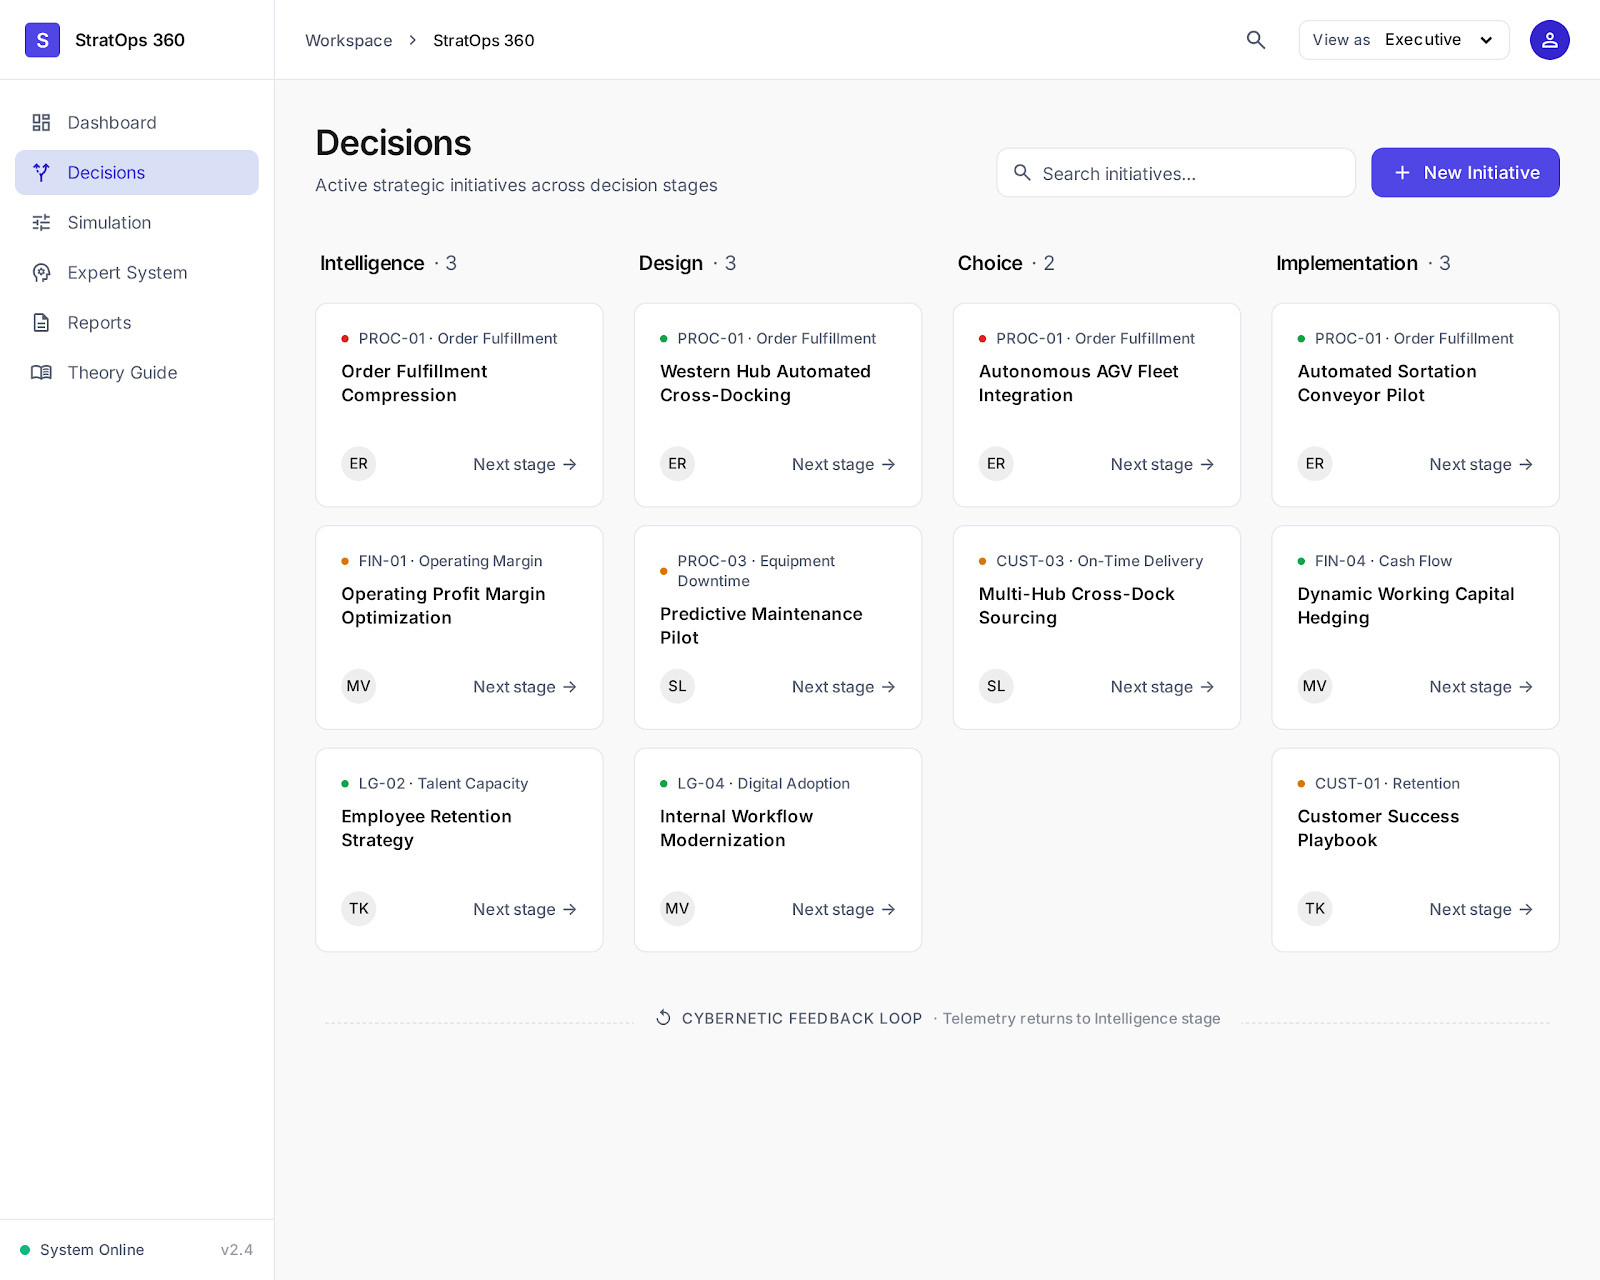 S StratOps 360
Workspace > StratOps 360
View as Executive
Dashboard
Decisions
Simulation
Expert System
Reports
Theory Guide
System Online v2.4
Decisions
Active strategic initiatives across decision stages
Search initiatives...
+ New Initiative
Intelligence · 3
PROC-01 · Order Fulfillment
Order Fulfillment
Compression
ER Next stage →
FIN-01 · Operating Margin
Operating Profit Margin
Optimization
MV Next stage →
LG-02 · Talent Capacity
Employee Retention
Strategy
TK Next stage →
Design · 3
PROC-01 · Order Fulfillment
Western Hub Automated
Cross-Docking
ER Next stage →
PROC-03 · Equipment
Downtime
Predictive Maintenance
Pilot
SL Next stage →
LG-04 · Digital Adoption
Internal Workflow
Modernization
MV Next stage →
Choice · 2
PROC-01 · Order Fulfillment
Autonomous AGV Fleet
Integration
ER Next stage →
CUST-03 · On-Time Delivery
Multi-Hub Cross-Dock
Sourcing
SL Next stage →
Implementation · 3
PROC-01 · Order Fulfillment
Automated Sortation
Conveyor Pilot
ER Next stage →
FIN-04 · Cash Flow
Dynamic Working Capital
Hedging
MV Next stage →
CUST-01 · Retention
Customer Success
Playbook
TK Next stage →
CYBERNETIC FEEDBACK LOOP · Telemetry returns to Intelligence stage